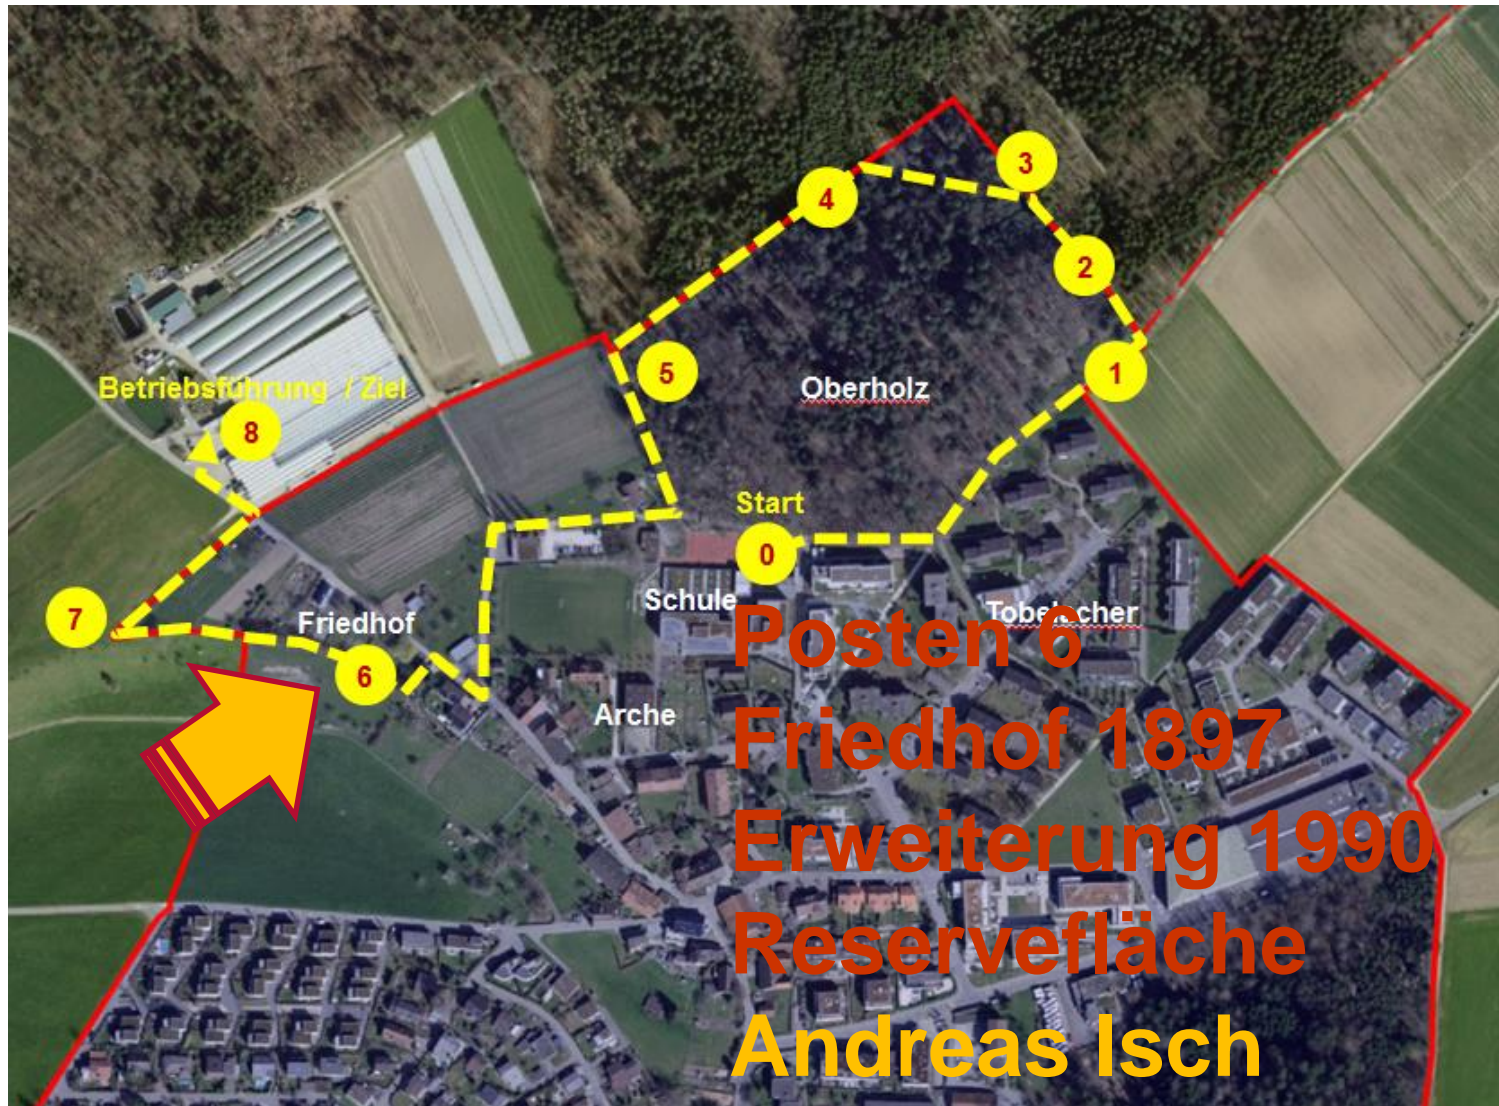 3
4
2
5
1
Oberholz
Betriebsführung / Ziel
8
Start
0
Schule
7
Friedhof
Tobelacher
6
Arche
Posten 6
Friedhof 1897
Erweiterung 1990
Reservefläche
Andreas Isch